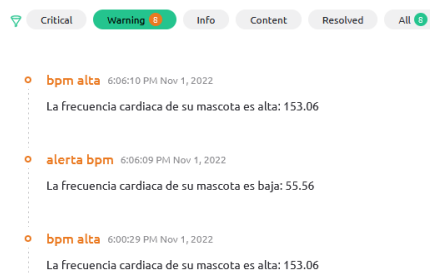 Critical Warning 8 Info Content Resolved All 8
bpm alta 6:06:10 PM Nov 1, 2022
La frecuencia cardiaca de su mascota es alta: 153.06
alerta bpm 6:06:09 PM Nov 1, 2022
La frecuencia cardiaca de su mascota es baja: 55.56
bpm alta 6:00:29 PM Nov 1, 2022
La frecuencia cardiaca de su mascota es alta: 153.06